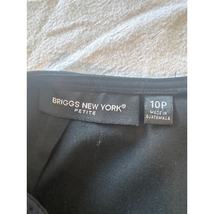 BRIGGS NEW YORK®
PETITE
10P
MADE IN
GUATEMALA